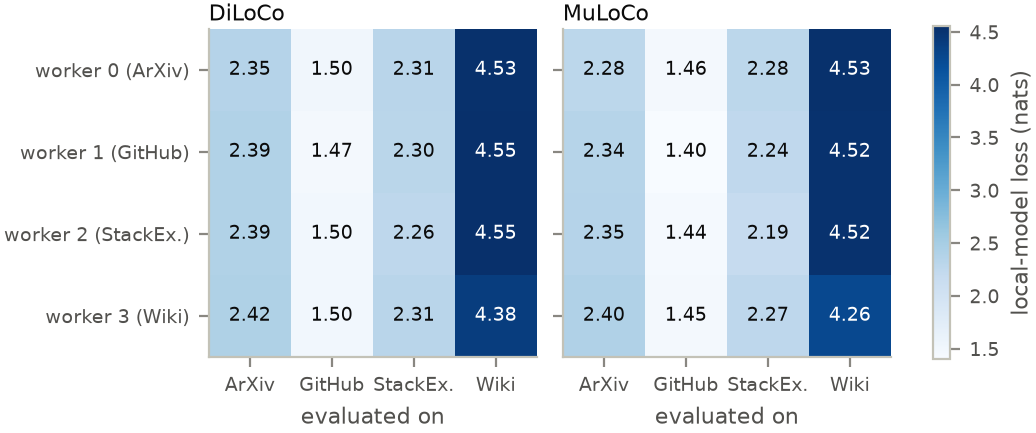 DiLoCo MuLoCo
worker 0 (ArXiv) 2.35 1.50 2.31 4.53 2.28 1.46 2.28 4.53
worker 1 (GitHub) 2.39 1.47 2.30 4.55 2.34 1.40 2.24 4.52
worker 2 (StackEx.) 2.39 1.50 2.26 4.55 2.35 1.44 2.19 4.52
worker 3 (Wiki) 2.42 1.50 2.31 4.38 2.40 1.45 2.27 4.26
ArXiv GitHub StackEx. Wiki ArXiv GitHub StackEx. Wiki
evaluated on evaluated on
4.5
4.0
3.5
3.0
2.5
2.0
1.5
local-model loss (nats)